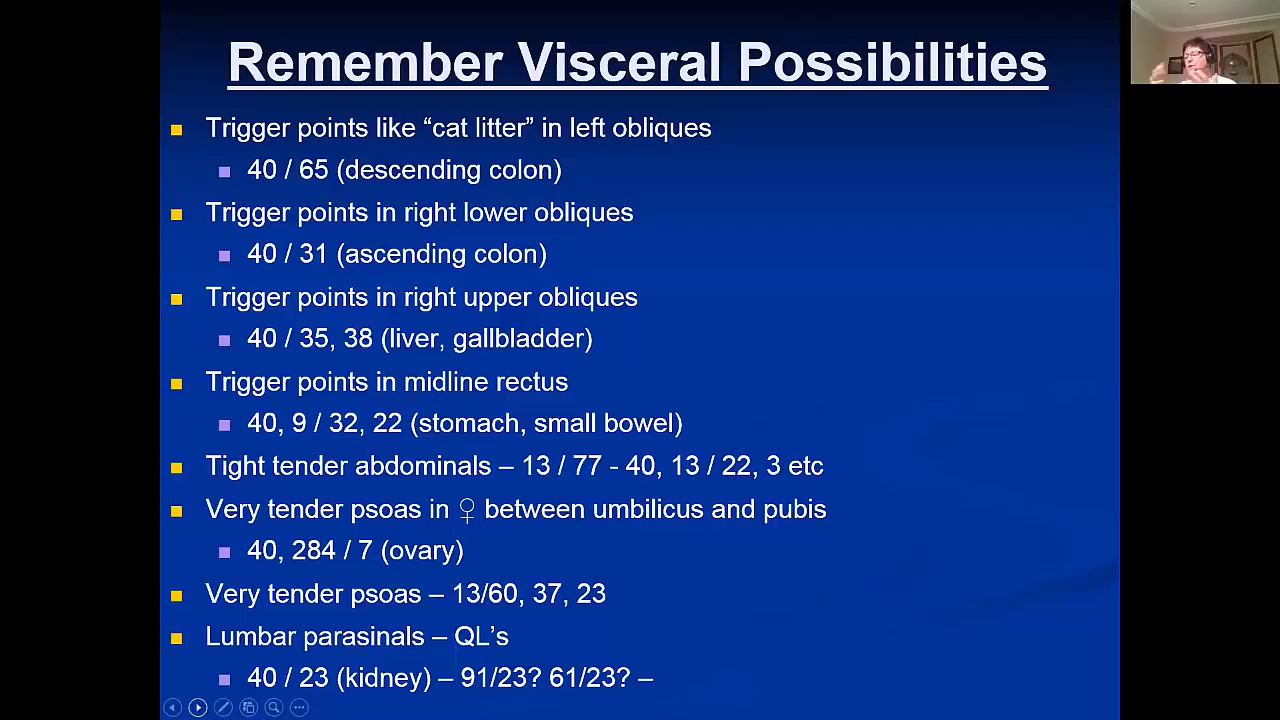 Remember Visceral Possibilities
Trigger points like “cat litter” in left obliques
40 / 65 (descending colon)
Trigger points in right lower obliques
40 / 31 (ascending colon)
Trigger points in right upper obliques
40 / 35, 38 (liver, gallbladder)
Trigger points in midline rectus
40, 9 / 32, 22 (stomach, small bowel)
Tight tender abdominals – 13 / 77 - 40, 13 / 22, 3 etc
Very tender psoas in ♀ between umbilicus and pubis
40, 284 / 7 (ovary)
Very tender psoas – 13/60, 37, 23
Lumbar parasinals – QL’s
40 / 23 (kidney) – 91/23? 61/23? –